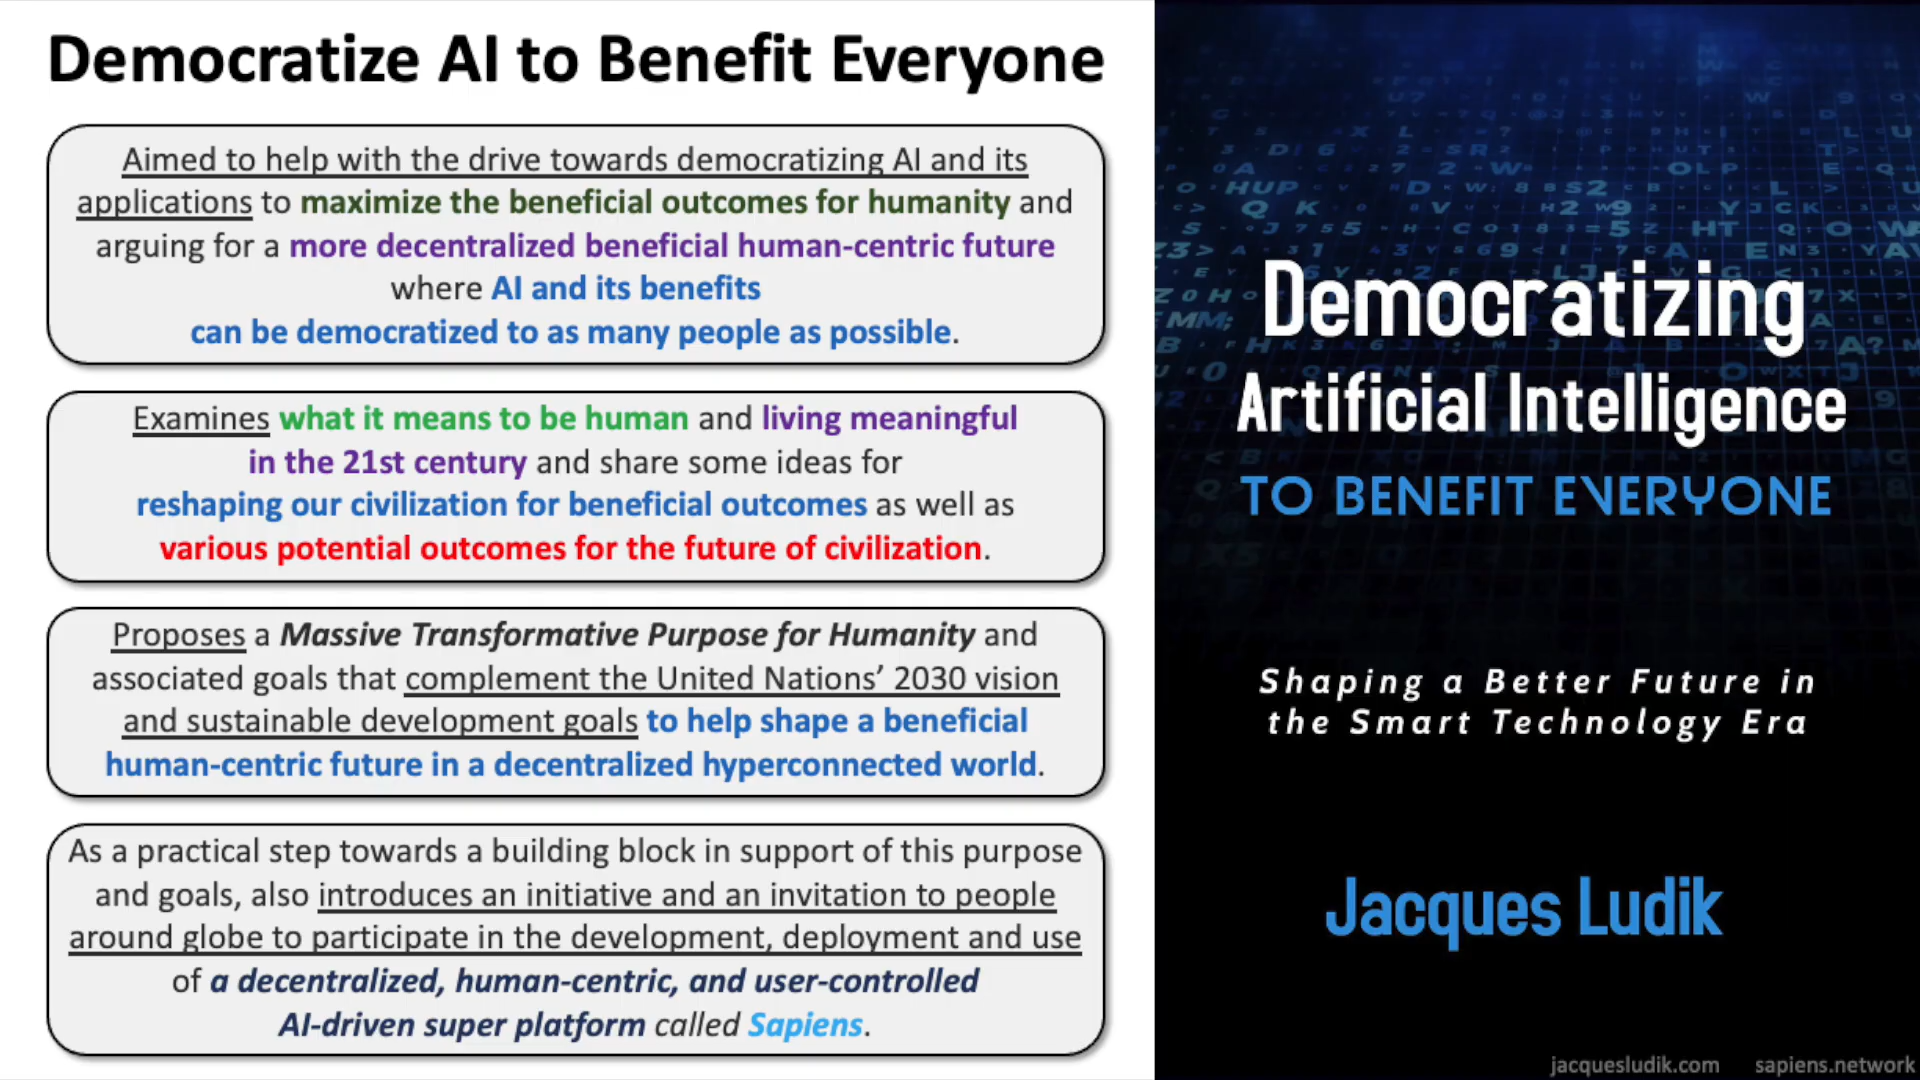 Democratize AI to Benefit Everyone
Aimed to help with the drive towards democratizing AI and its
applications to maximize the beneficial outcomes for humanity and
arguing for a more decentralized beneficial human-centric future
where AI and its benefits
can be democratized to as many people as possible.
Examines what it means to be human and living meaningful
in the 21st century and share some ideas for
reshaping our civilization for beneficial outcomes as well as
various potential outcomes for the future of civilization.
Proposes a Massive Transformative Purpose for Humanity and
associated goals that complement the United Nations’ 2030 vision
and sustainable development goals to help shape a beneficial
human-centric future in a decentralized hyperconnected world.
As a practical step towards a building block in support of this purpose
and goals, also introduces an initiative and an invitation to people
around globe to participate in the development, deployment and use
of a decentralized, human-centric, and user-controlled
AI-driven super platform called Sapiens.
Democratizing
Artificial Intelligence
TO BENEFIT EVERYONE
Shaping a Better Future in
the Smart Technology Era
Jacques Ludik
jacquesludik.com sapiens.network